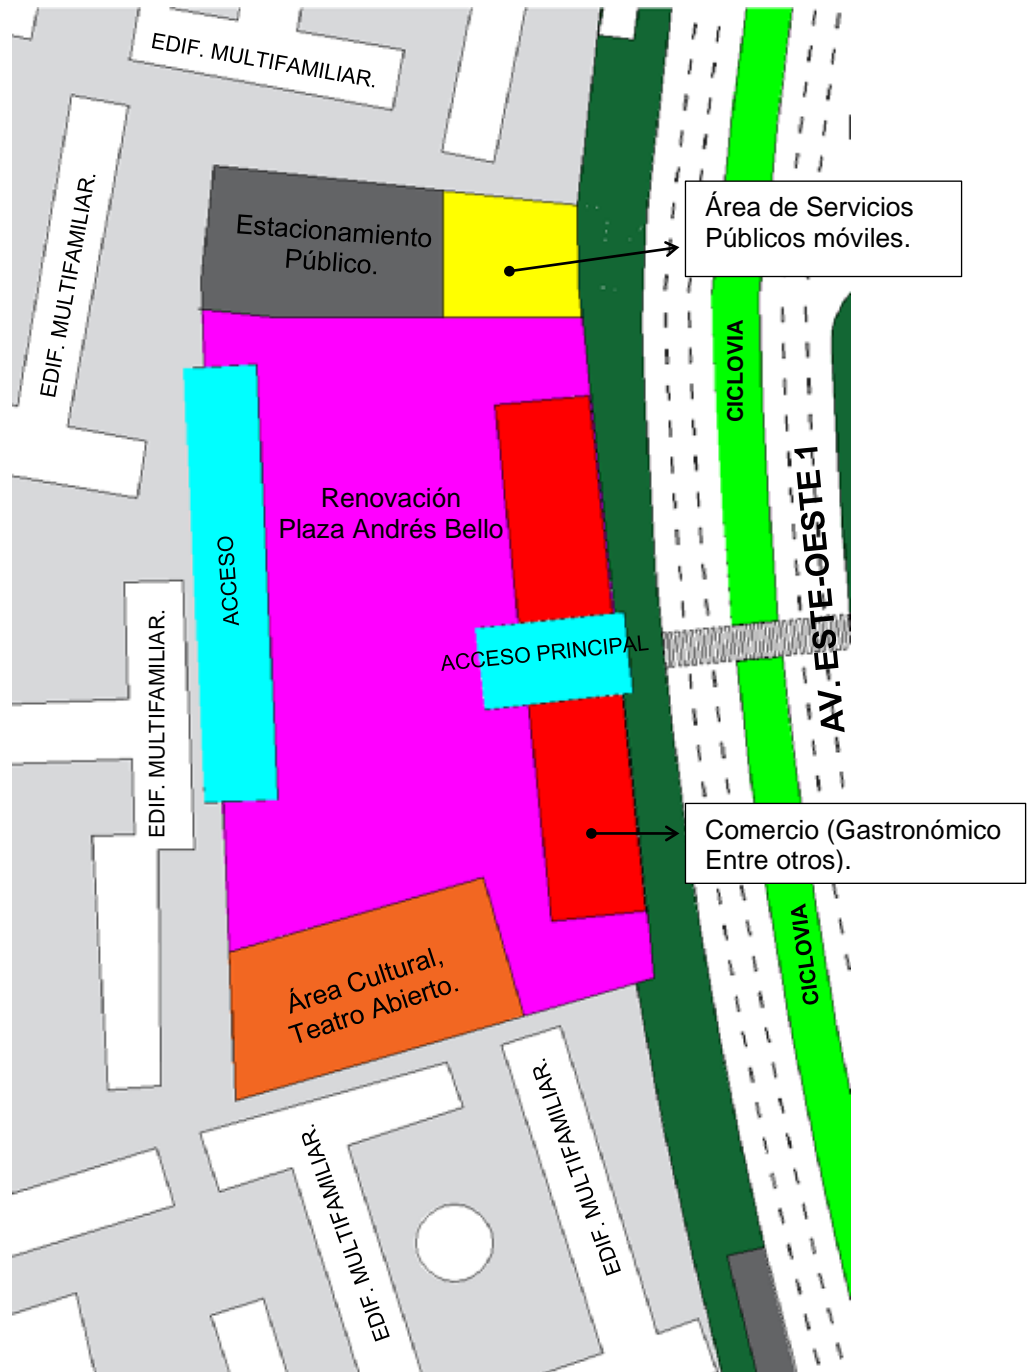 EDIF. MULTIFAMILIAR.
EDIF. MULTIFAMILIAR.
Estacionamiento
Público.
Área de Servicios
Públicos móviles.
CICLOVIA
Renovación
Plaza Andrés Bello
ACCESO
AV. ESTE-OESTE 1
EDIF. MULTIFAMILIAR.
ACCESO PRINCIPAL
Comercio (Gastronómico
Entre otros).
CICLOVIA
Área Cultural,
Teatro Abierto.
EDIF. MULTIFAMILIAR.
EDIF. MULTIFAMILIAR.